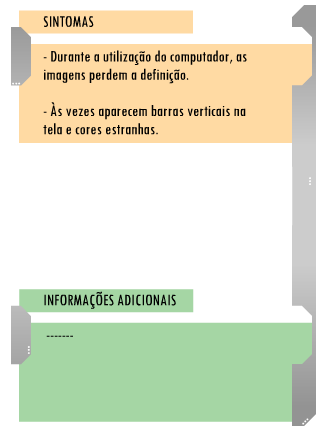 SINTOMAS
- Durante a utilização do computador, as
imagens perdem a definição.
- Às vezes aparecem barras verticais na
tela e cores estranhas.
INFORMAÇÕES ADICIONAIS
-------